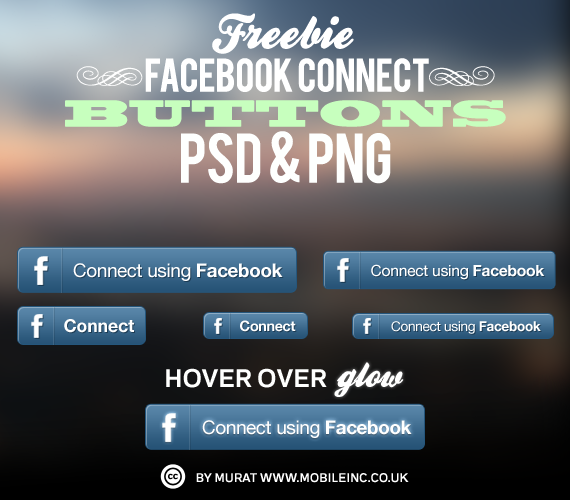 Freebie
FACEBOOK CONNECT
BUTTONS
PSD & PNG
f Connect using Facebook
f Connect using Facebook
f Connect
f Connect
f Connect using Facebook
HOVER OVER glow
f Connect using Facebook
cc BY MURAT WWW.MOBILEINC.CO.UK